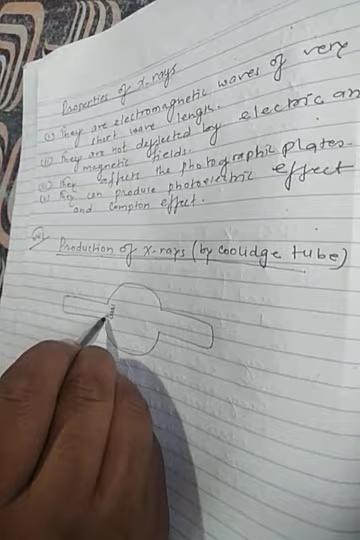 Properties of x-rays
(i) They are electromagnetic waves of very
short wave length.
(ii) They are not deflected by electric an
magnetic fields.
(iii) They affects the photographic plates.
(iv) They can produce photoelectric effect
and compton effect.
Production of x-rays (by coolidge tube)